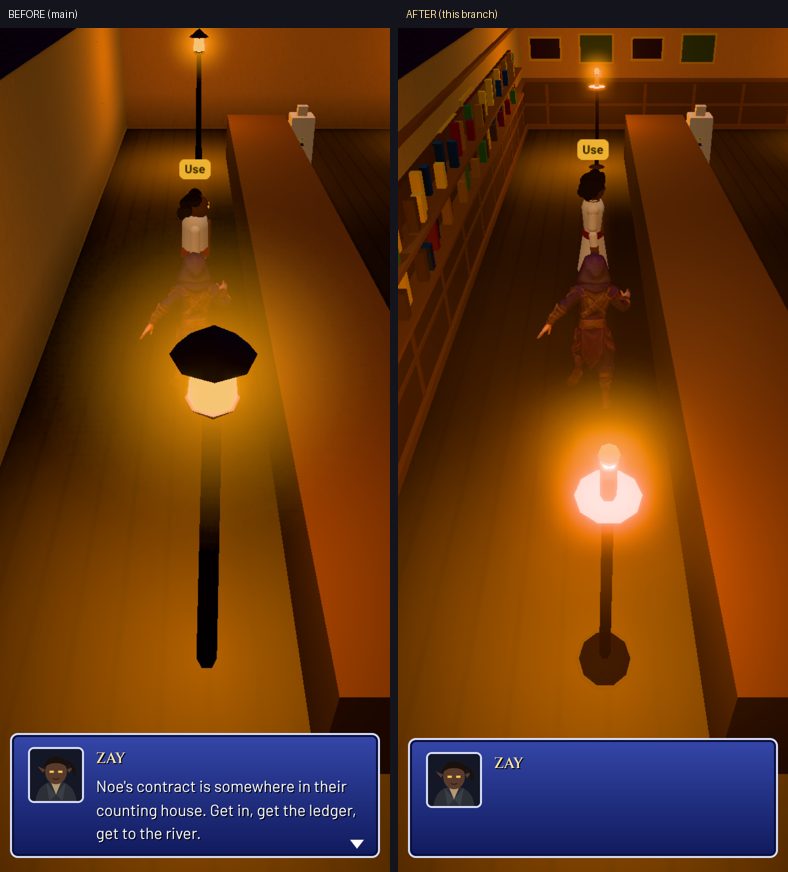 BEFORE (main)
AFTER (this branch)
Use
Use
ZAY
Noe's contract is somewhere in their
counting house. Get in, get the ledger,
get to the river.
ZAY